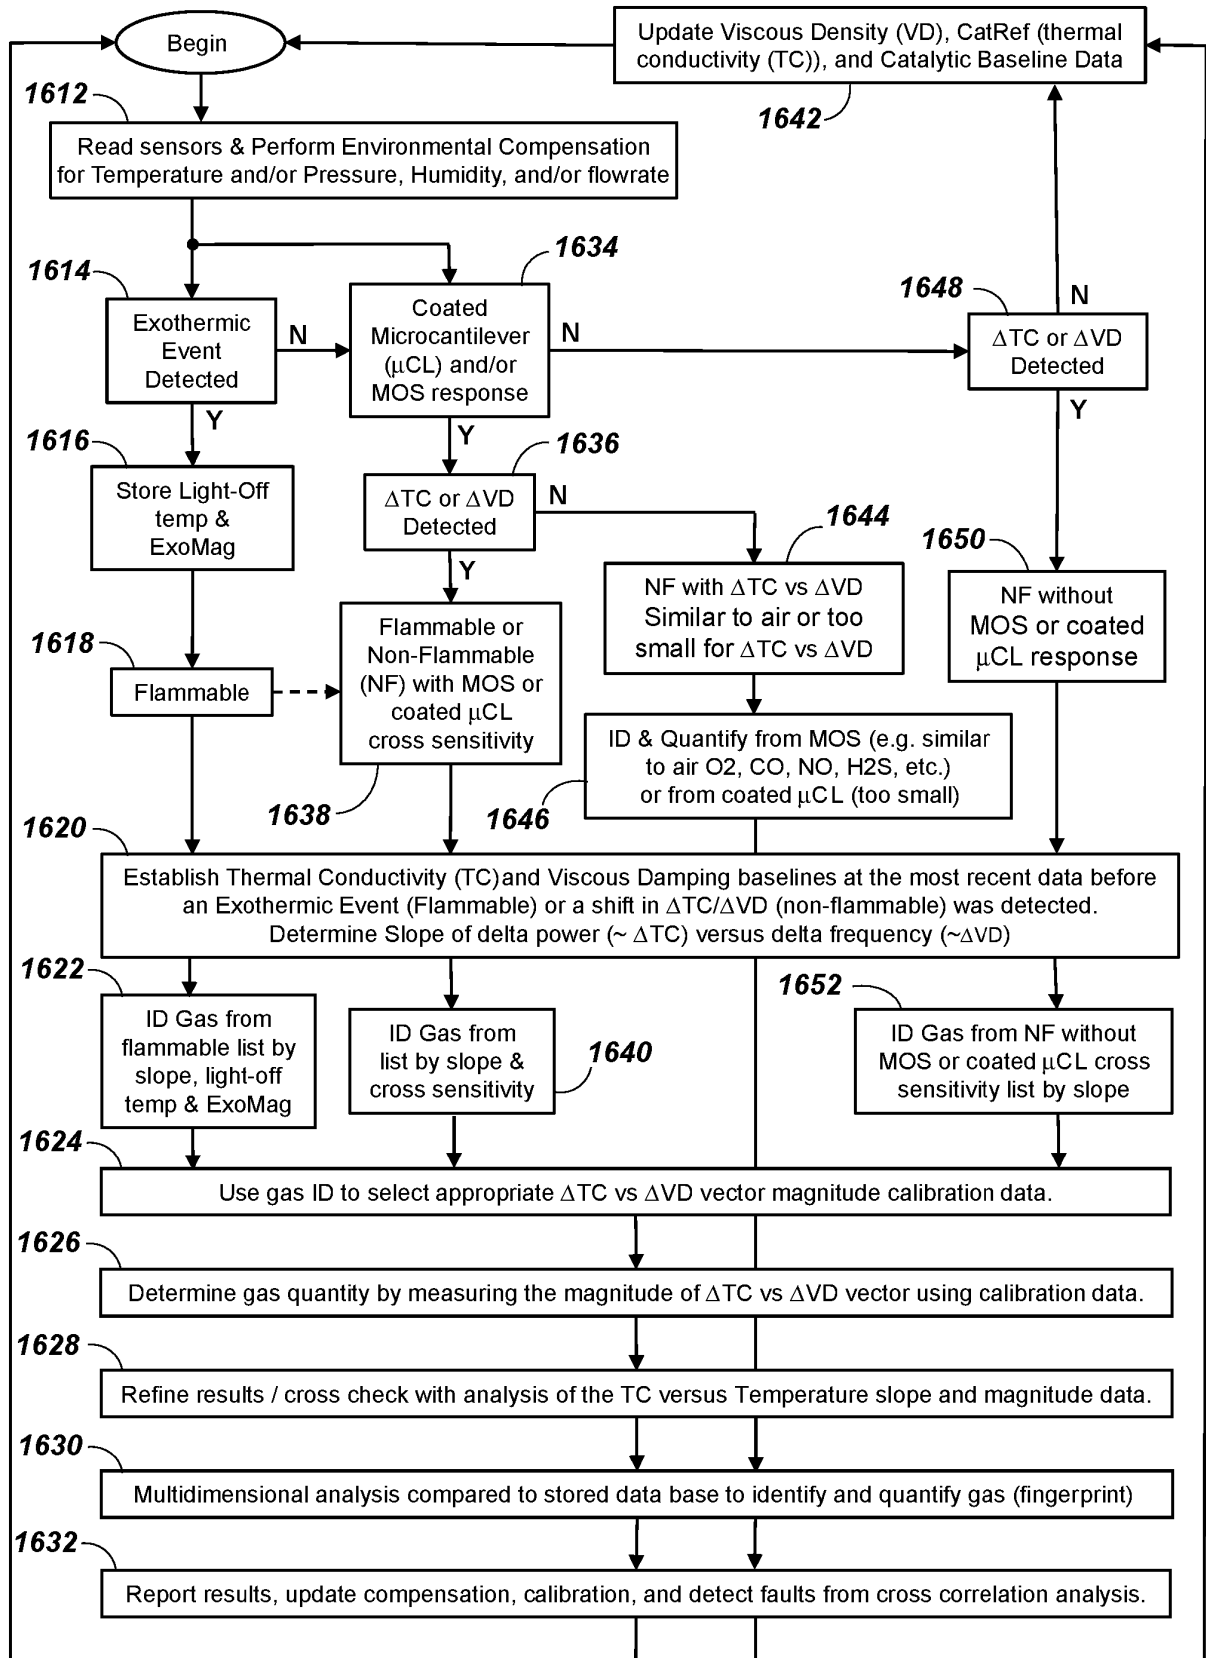 Begin
Update Viscous Density (VD), CatRef (thermal
conductivity (TC)), and Catalytic Baseline Data
1642
1612
Read sensors & Perform Environmental Compensation
for Temperature and/or Pressure, Humidity, and/or flowrate
1614
Exothermic
Event
Detected
N
Y
1634
Coated
Microcantilever
(μCL) and/or
MOS response
N
Y
1648
N
ΔTC or ΔVD
Detected
Y
1616
Store Light-Off
temp &
ExoMag
1636
ΔTC or ΔVD
Detected
N
Y
1644
NF with ΔTC vs ΔVD
Similar to air or too
small for ΔTC vs ΔVD
1650
NF without
MOS or coated
μCL response
1618
Flammable
Flammable or
Non-Flammable
(NF) with MOS or
coated μCL
cross sensitivity
1638
ID & Quantify from MOS (e.g. similar
to air O2, CO, NO, H2S, etc.)
or from coated μCL (too small)
1646
1620
Establish Thermal Conductivity (TC)and Viscous Damping baselines at the most recent data before
an Exothermic Event (Flammable) or a shift in ΔTC/ΔVD (non-flammable) was detected.
Determine Slope of delta power (~ ΔTC) versus delta frequency (~ΔVD)
1622
ID Gas from
flammable list by
slope, light-off
temp & ExoMag
ID Gas from
list by slope &
cross sensitivity
1640
1652
ID Gas from NF without
MOS or coated μCL cross
sensitivity list by slope
1624
Use gas ID to select appropriate ΔTC vs ΔVD vector magnitude calibration data.
1626
Determine gas quantity by measuring the magnitude of ΔTC vs ΔVD vector using calibration data.
1628
Refine results / cross check with analysis of the TC versus Temperature slope and magnitude data.
1630
Multidimensional analysis compared to stored data base to identify and quantify gas (fingerprint)
1632
Report results, update compensation, calibration, and detect faults from cross correlation analysis.